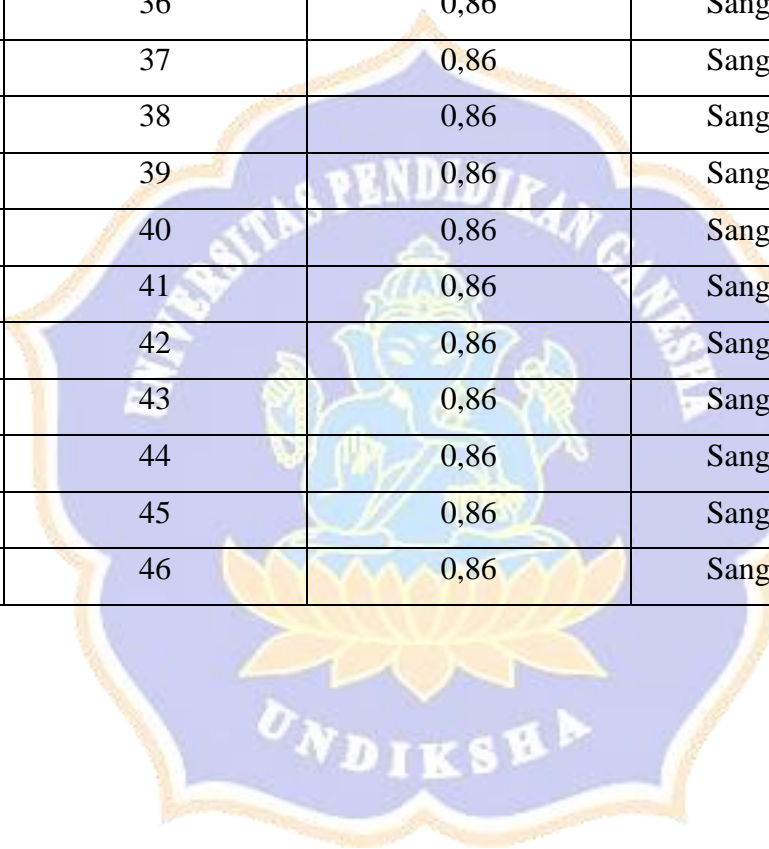 36 0,86 Sang
37 0,86 Sang
38 0,86 Sang
39 0,86 Sang
40 0,86 Sang
41 0,86 Sang
42 0,86 Sang
43 0,86 Sang
44 0,86 Sang
45 0,86 Sang
46 0,86 Sang
UNIVERSITAS PENDIDIKAN GANESHA
UNDIKSHA